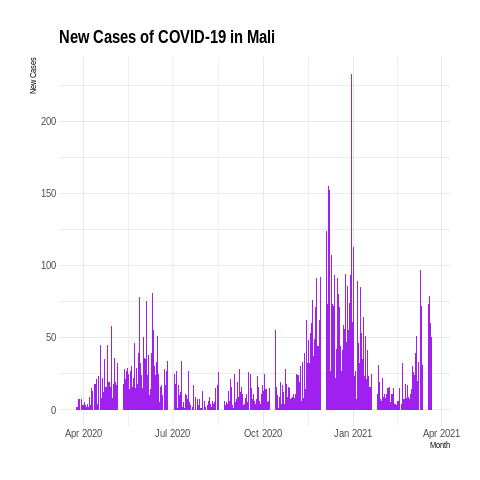 New Cases of COVID-19 in Mali
New Cases
200
150
100
50
0
Apr 2020
Jul 2020
Oct 2020
Jan 2021
Apr 2021
Month